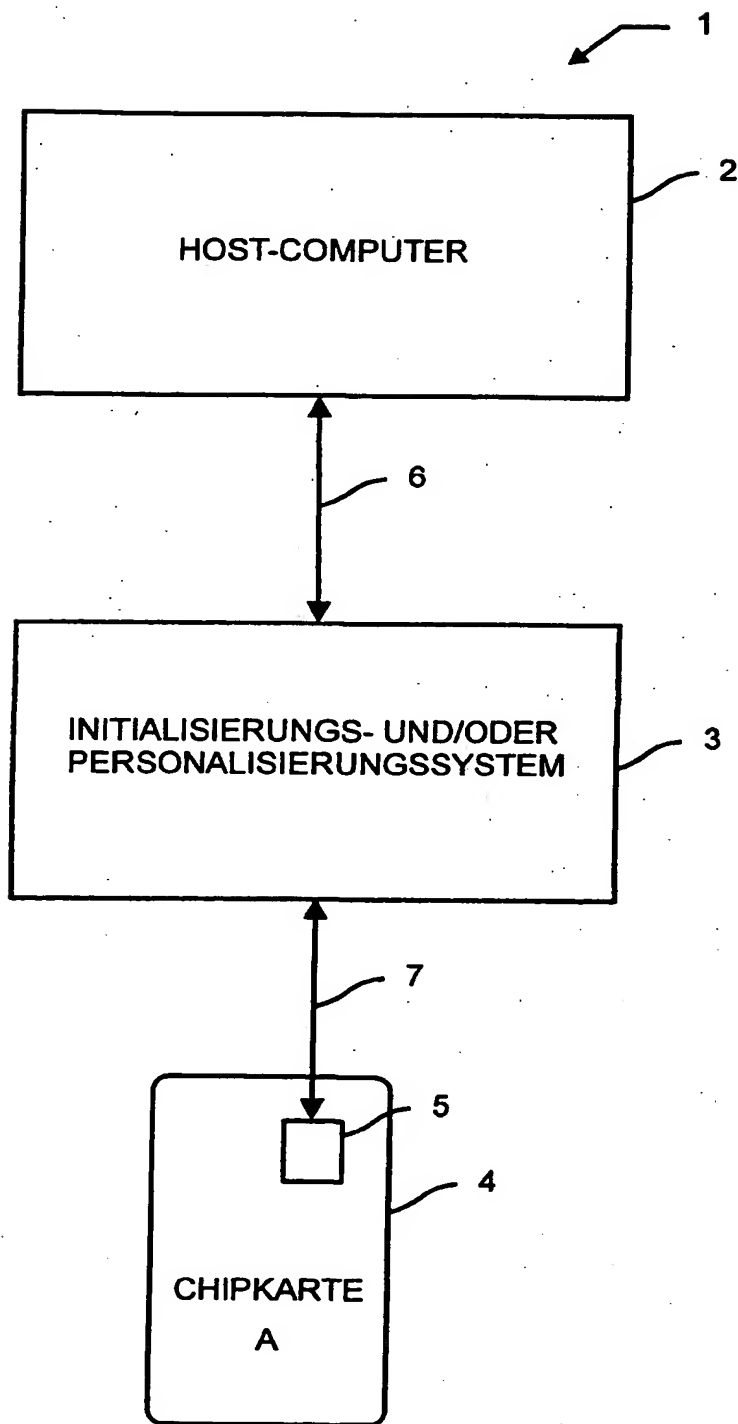 1
2
HOST-COMPUTER
6
INITIALISIERUNGS- UND/ODER
PERSONALISIERUNGSSYSTEM
3
7
5
4
CHIPKARTE
A